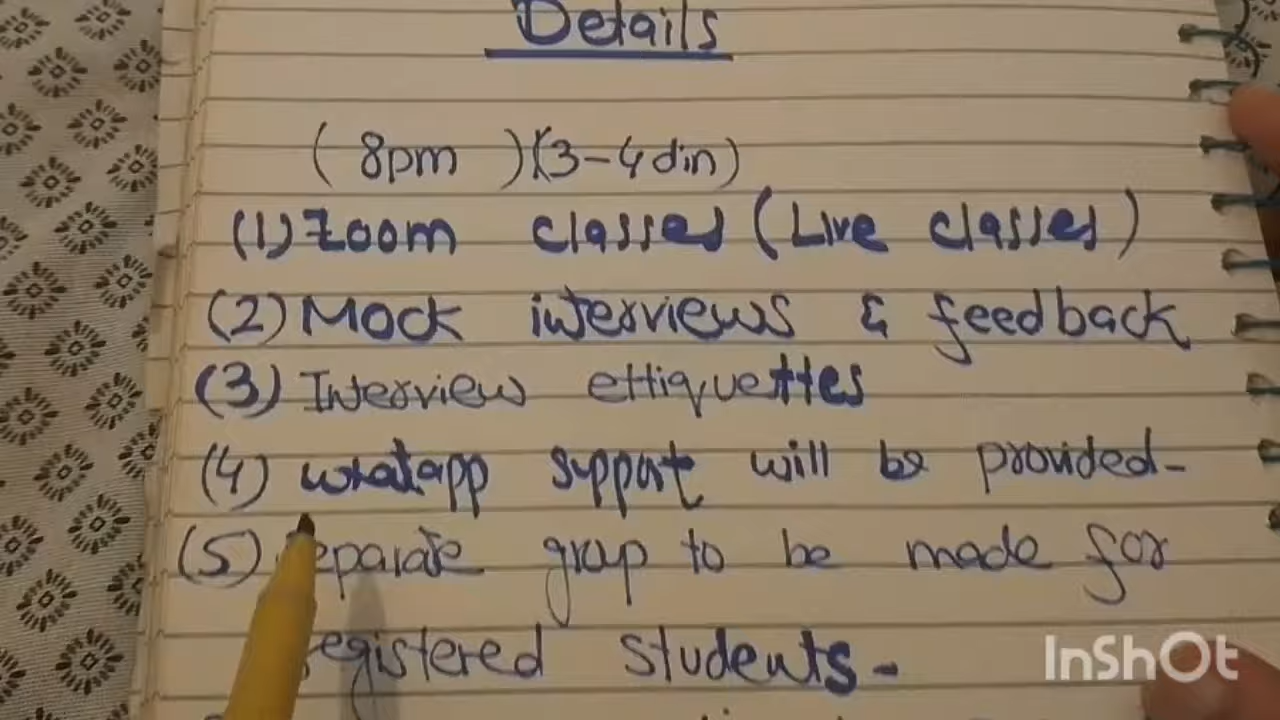 Details
(8pm )(3-4 din)
(1) Zoom classes (Live classes)
(2) Mock interviews & feedback
(3) Interview ettiquettes
(4) whatapp support will be provided-
(5) separate grup to be made for
registered students-
InShOt